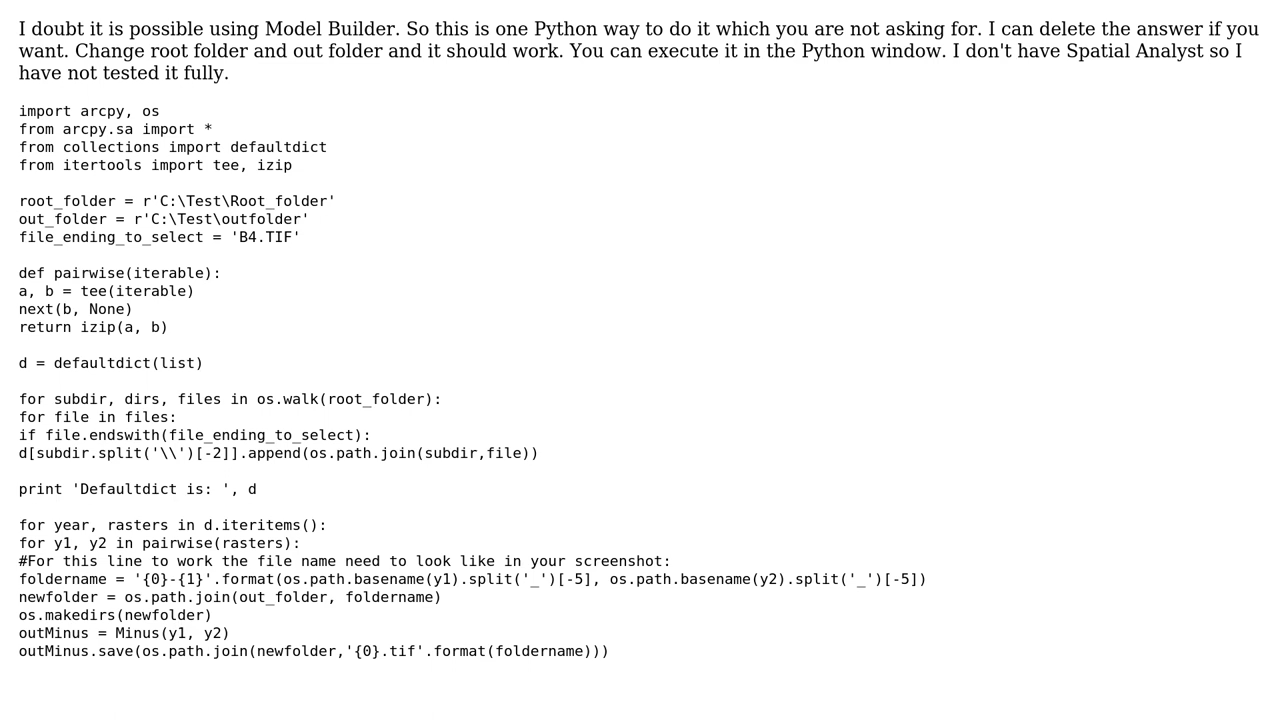 I doubt it is possible using Model Builder. So this is one Python way to do it which you are not asking for. I can delete the answer if you
want. Change root folder and out folder and it should work. You can execute it in the Python window. I don't have Spatial Analyst so I
have not tested it fully.
import arcpy, os
from arcpy.sa import *
from collections import defaultdict
from itertools import tee, izip
root_folder = r'C:\Test\Root_folder'
out_folder = r'C:\Test\outfolder'
file_ending_to_select = 'B4.TIF'
def pairwise(iterable):
a, b = tee(iterable)
next(b, None)
return izip(a, b)
d = defaultdict(list)
for subdir, dirs, files in os.walk(root_folder):
for file in files:
if file.endswith(file_ending_to_select):
d[subdir.split('\\')[-2]].append(os.path.join(subdir,file))
print 'Defaultdict is: ', d
for year, rasters in d.iteritems():
for y1, y2 in pairwise(rasters):
#For this line to work the file name need to look like in your screenshot:
foldername = '{0}-{1}'.format(os.path.basename(y1).split('_')[-5], os.path.basename(y2).split('_')[-5])
newfolder = os.path.join(out_folder, foldername)
os.makedirs(newfolder)
outMinus = Minus(y1, y2)
outMinus.save(os.path.join(newfolder,'{0}.tif'.format(foldername)))